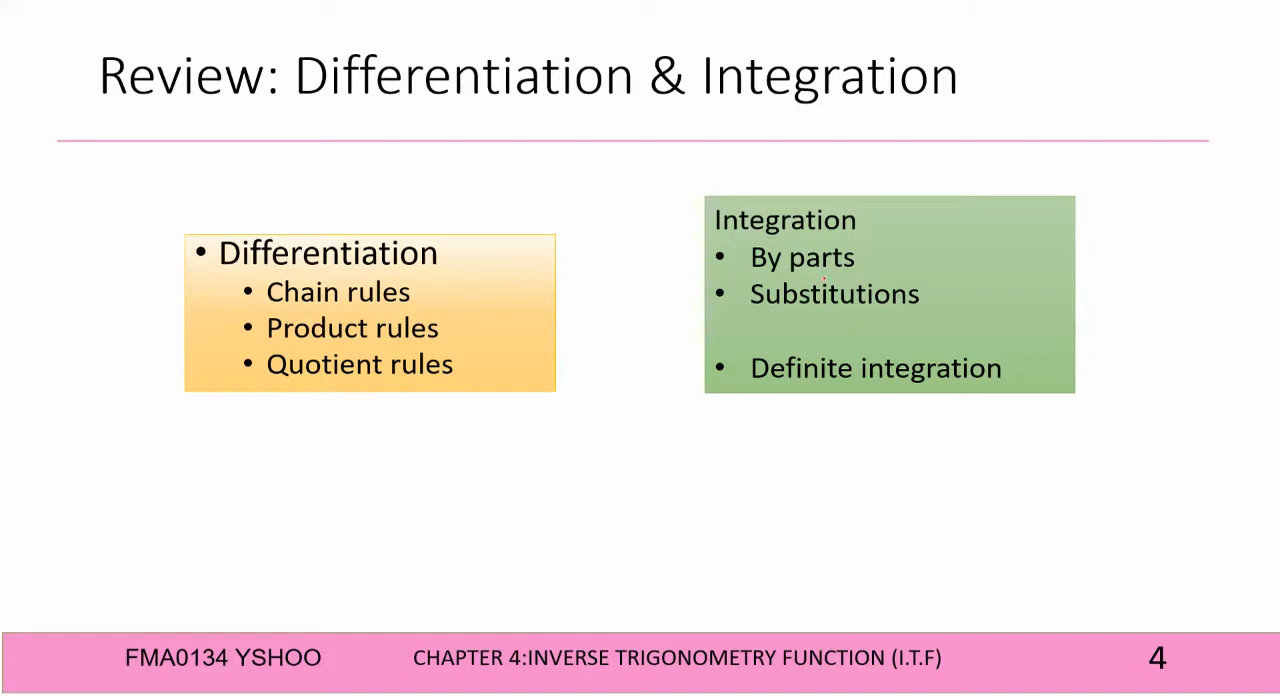 Review: Differentiation & Integration
• Differentiation
• Chain rules
• Product rules
• Quotient rules
Integration
• By parts
• Substitutions
• Definite integration
FMA0134 YSHOO
CHAPTER 4:INVERSE TRIGONOMETRY FUNCTION (I.T.F)
4